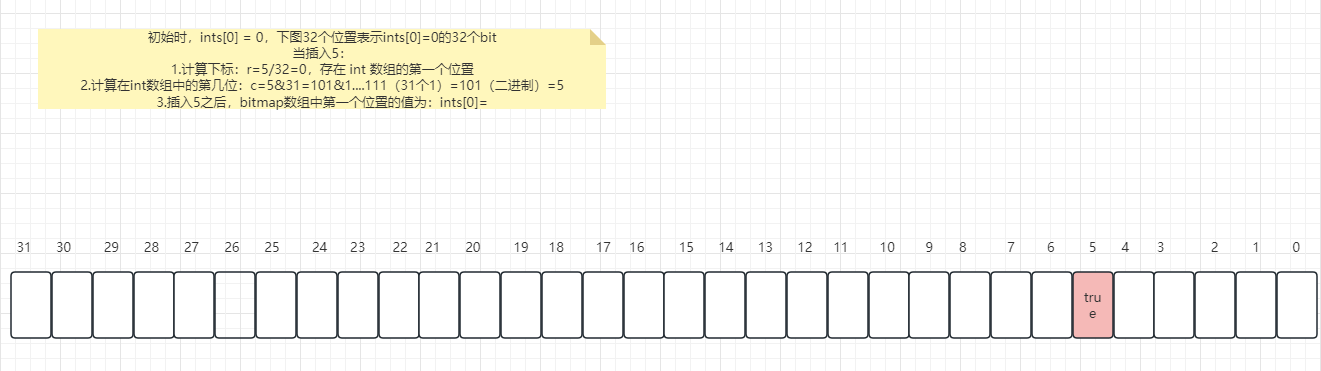 初始时，ints[0] = 0，下图32个位置表示ints[0]=0的32个bit
当插入5：
1.计算下标：r=5/32=0，存在 int 数组的第一个位置
2.计算在int数组中的第几位：c=5&31=101&1....111（31个1）=101（二进制）=5
3.插入5之后，bitmap数组中第一个位置的值为：ints[0]=
31 30 29 28 27 26 25 24 23 22 21 20 19 18 17 16 15 14 13 12 11 10 9 8 7 6 5 4 3 2 1 0
tru
e